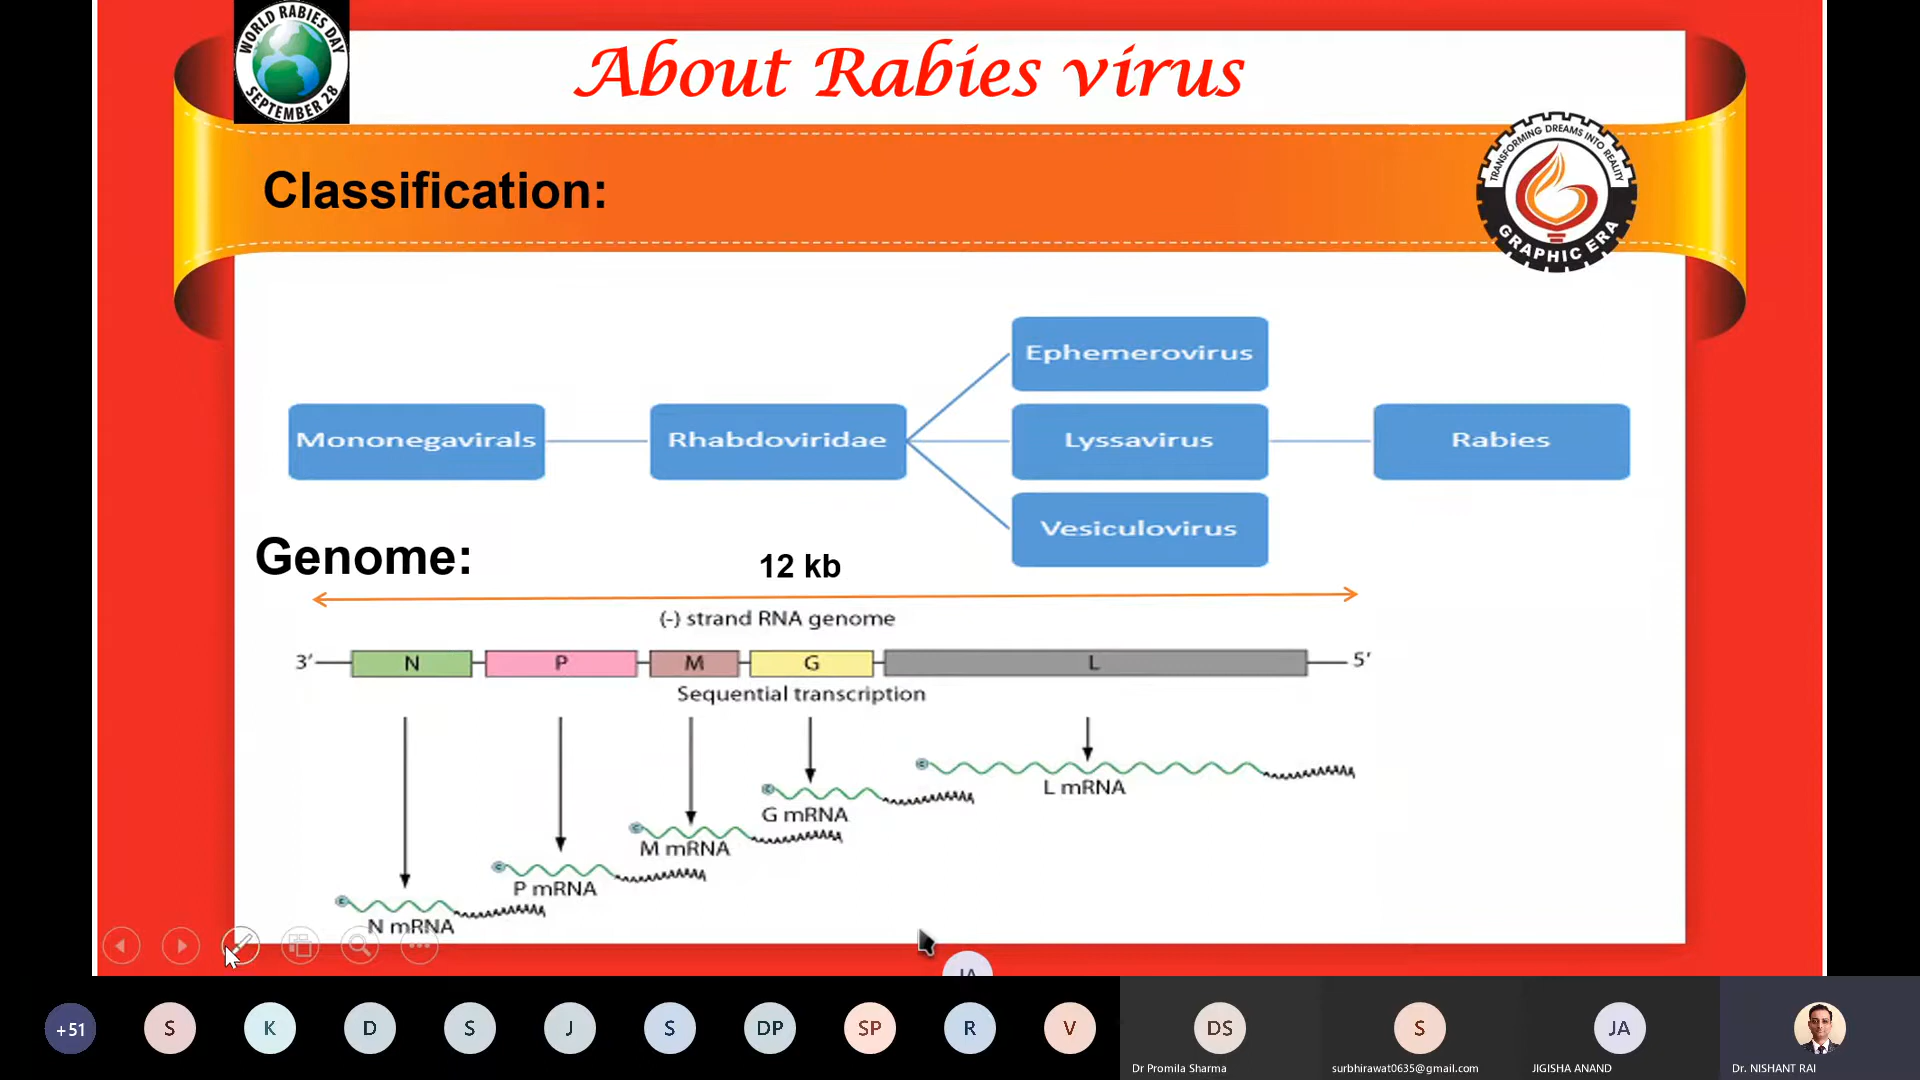 WORLD RABIES DAY
SEPTEMBER 28
About Rabies virus
TRANSFORMING DREAMS INTO REALITY
GRAPHIC ERA
Classification:
Ephemerovirus
Mononegavirals
Rhabdoviridae
Lyssavirus
Rabies
Vesiculovirus
Genome:
12 kb
(-) strand RNA genome
3′ N P M G L 5′
Sequential transcription
L mRNA
G mRNA
M mRNA
P mRNA
N mRNA
JA
+51 S K D S J S DP SP R V DS S JA
Dr Promila Sharma surbhirawat0635@gmail.com JIGISHA ANAND Dr. NISHANT RAI